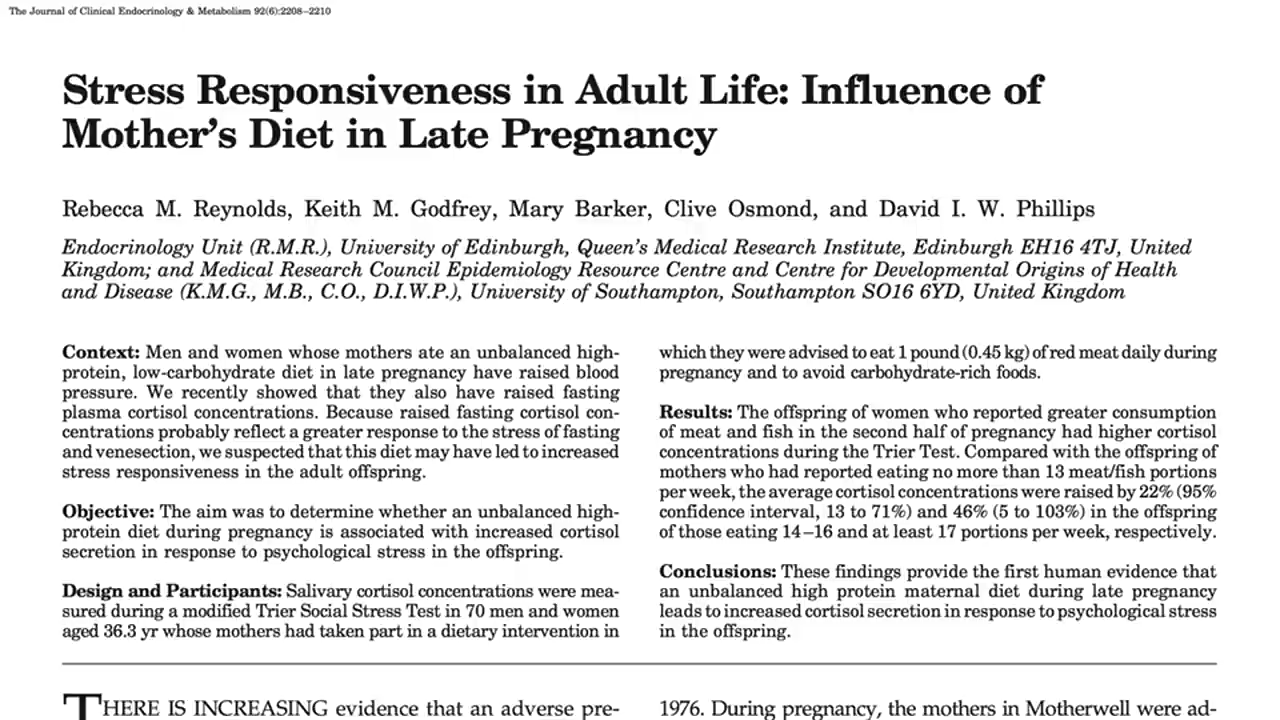 The Journal of Clinical Endocrinology & Metabolism 92(6):2208–2210
Stress Responsiveness in Adult Life: Influence of
Mother's Diet in Late Pregnancy
Rebecca M. Reynolds, Keith M. Godfrey, Mary Barker, Clive Osmond, and David I. W. Phillips
Endocrinology Unit (R.M.R.), University of Edinburgh, Queen's Medical Research Institute, Edinburgh EH16 4TJ, United
Kingdom; and Medical Research Council Epidemiology Resource Centre and Centre for Developmental Origins of Health
and Disease (K.M.G., M.B., C.O., D.I.W.P.), University of Southampton, Southampton SO16 6YD, United Kingdom
Context: Men and women whose mothers ate an unbalanced high-
protein, low-carbohydrate diet in late pregnancy have raised blood
pressure. We recently showed that they also have raised fasting
plasma cortisol concentrations. Because raised fasting cortisol con-
centrations probably reflect a greater response to the stress of fasting
and venesection, we suspected that this diet may have led to increased
stress responsiveness in the adult offspring.
Objective: The aim was to determine whether an unbalanced high-
protein diet during pregnancy is associated with increased cortisol
secretion in response to psychological stress in the offspring.
Design and Participants: Salivary cortisol concentrations were mea-
sured during a modified Trier Social Stress Test in 70 men and women
aged 36.3 yr whose mothers had taken part in a dietary intervention in
which they were advised to eat 1 pound (0.45 kg) of red meat daily during
pregnancy and to avoid carbohydrate-rich foods.
Results: The offspring of women who reported greater consumption
of meat and fish in the second half of pregnancy had higher cortisol
concentrations during the Trier Test. Compared with the offspring of
mothers who had reported eating no more than 13 meat/fish portions
per week, the average cortisol concentrations were raised by 22% (95%
confidence interval, 13 to 71%) and 46% (5 to 103%) in the offspring
of those eating 14–16 and at least 17 portions per week, respectively.
Conclusions: These findings provide the first human evidence that
an unbalanced high protein maternal diet during late pregnancy
leads to increased cortisol secretion in response to psychological stress
in the offspring.
THERE IS INCREASING evidence that an adverse pre-
1976. During pregnancy, the mothers in Motherwell were ad-